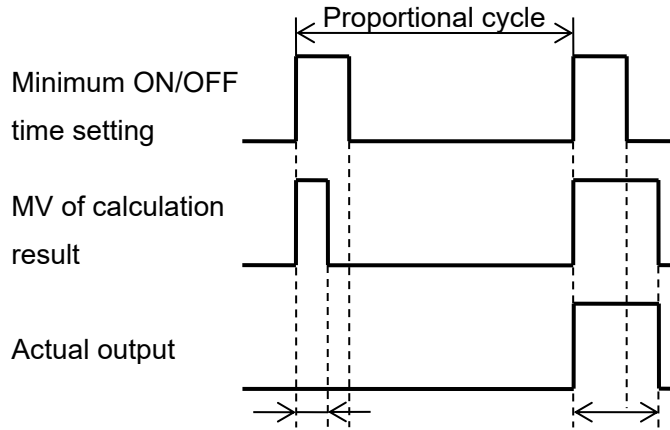 Proportional cycle
Minimum ON/OFF
time setting
MV of calculation
result
Actual output